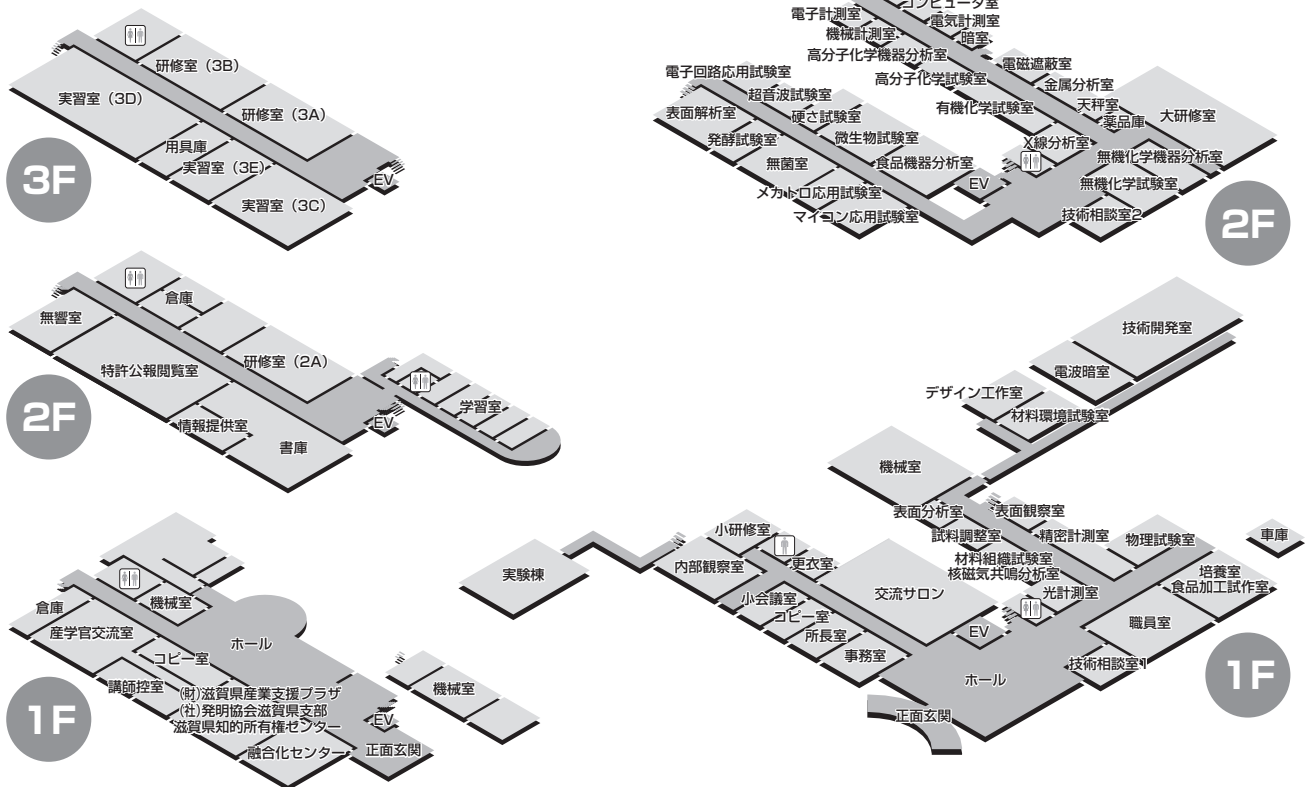 研修室（3B）
実習室（3D）
研修室（3A）
用具庫
実習室（3E）
EV
実習室（3C）
3F
倉庫
無響室
研修室（2A）
特許公報閲覧室
学習室
情報提供室
EV
書庫
2F
機械室
倉庫
産学官交流室
ホール
コピー室
講師控室
機械室
(財)滋賀県産業支援プラザ
(社)発明協会滋賀県支部
滋賀県知的所有権センター
EV
融合化センター
正面玄関
1F
コンピュータ室
電子計測室
電気計測室
機械計測室
暗室
高分子化学機器分析室
電磁遮蔽室
電子回路応用試験室
高分子化学試験室
金属分析室
超音波試験室
天秤室
有機化学試験室
薬品庫
大研修室
表面解析室
硬さ試験室
発酵試験室
微生物試験室
X線分析室
無菌室
食品機器分析室
無機化学機器分析室
EV
無機化学試験室
メカトロ応用試験室
マイコン応用試験室
技術相談室2
2F
技術開発室
電波暗室
デザイン工作室
材料環境試験室
機械室
表面分析室
表面観察室
小研修室
試料調整室
精密計測室
物理試験室
車庫
材料組織試験室
核磁気共鳴分析室
実験棟
内部観察室
更衣室
培養室
食品加工試作室
小会議室
交流サロン
光計測室
コピー室
所長室
EV
職員室
事務室
技術相談室1
ホール
正面玄関
1F